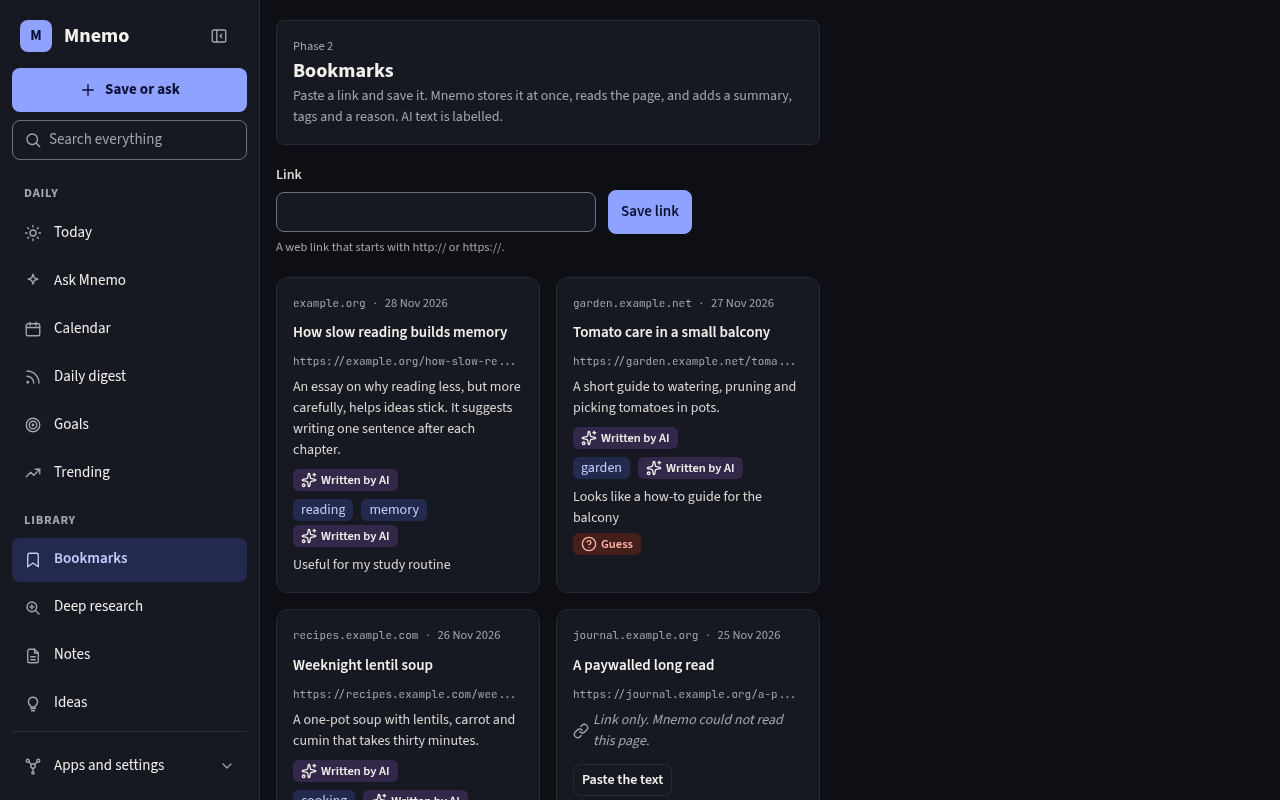 M Mnemo
Save or ask
Search everything
DAILY
Today
Ask Mnemo
Calendar
Daily digest
Goals
Trending
LIBRARY
Bookmarks
Deep research
Notes
Ideas
Apps and settings
Phase 2
Bookmarks
Paste a link and save it. Mnemo stores it at once, reads the page, and adds a summary,
tags and a reason. AI text is labelled.
Link
Save link
A web link that starts with http:// or https://.
example.org · 28 Nov 2026
How slow reading builds memory
https://example.org/how-slow-re...
An essay on why reading less, but more
carefully, helps ideas stick. It suggests
writing one sentence after each
chapter.
Written by AI
reading memory
Written by AI
Useful for my study routine
garden.example.net · 27 Nov 2026
Tomato care in a small balcony
https://garden.example.net/toma...
A short guide to watering, pruning and
picking tomatoes in pots.
Written by AI
garden Written by AI
Looks like a how-to guide for the
balcony
Guess
recipes.example.com · 26 Nov 2026
Weeknight lentil soup
https://recipes.example.com/wee...
A one-pot soup with lentils, carrot and
cumin that takes thirty minutes.
Written by AI
cooking Written by AI
journal.example.org · 25 Nov 2026
A paywalled long read
https://journal.example.org/a-p...
Link only. Mnemo could not read
this page.
Paste the text